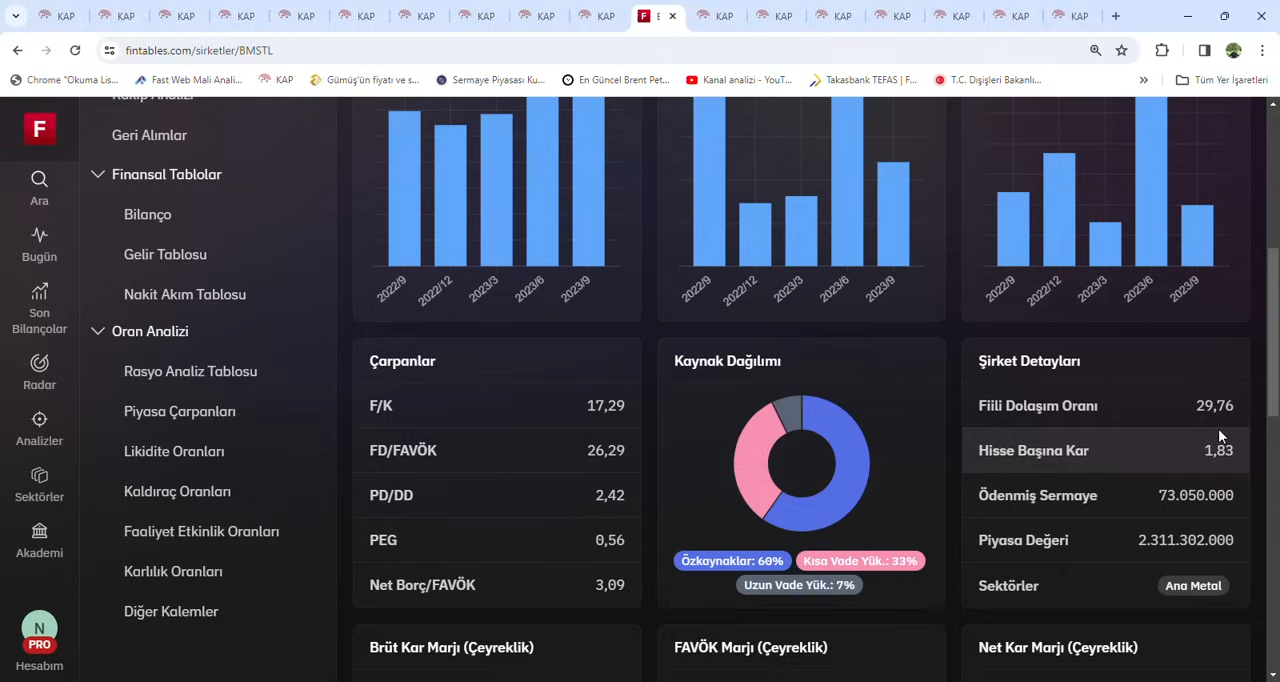 KAP KAP KAP KAP KAP KAP KAP KAP KAP KAP KAP KAP KAP KAP KAP KAP KAP
fintables.com/sirketler/BMSTL
Chrome "Okuma Lis... Fast Web Mali Anali... KAP Gümüş'ün fiyatı ve s... Sermaye Piyasası Ku... En Güncel Brent Pet... Kanal analizi - YouT... Takasbank TEFAS | F... T.C. Dışişleri Bakanlı... Tüm Yer İşaretleri
F
Ara
Bugün
Son
Bilançolar
Radar
Analizler
Sektörler
Akademi
N
PRO
Hesabım
Rakip Analizi
Geri Alımlar
Finansal Tablolar
Bilanço
Gelir Tablosu
Nakit Akım Tablosu
Oran Analizi
Rasyo Analiz Tablosu
Piyasa Çarpanları
Likidite Oranları
Kaldıraç Oranları
Faaliyet Etkinlik Oranları
Karlılık Oranları
Diğer Kalemler
2022/9 2022/12 2023/3 2023/6 2023/9
2022/9 2022/12 2023/3 2023/6 2023/9
2022/9 2022/12 2023/3 2023/6 2023/9
Çarpanlar
F/K 17,29
FD/FAVÖK 26,29
PD/DD 2,42
PEG 0,56
Net Borç/FAVÖK 3,09
Kaynak Dağılımı
Özkaynaklar: 60% Kısa Vade Yük.: 33%
Uzun Vade Yük.: 7%
Şirket Detayları
Fiili Dolaşım Oranı 29,76
Hisse Başına Kar 1,83
Ödenmiş Sermaye 73.050.000
Piyasa Değeri 2.311.302.000
Sektörler Ana Metal
Brüt Kar Marjı (Çeyreklik)
FAVÖK Marjı (Çeyreklik)
Net Kar Marjı (Çeyreklik)